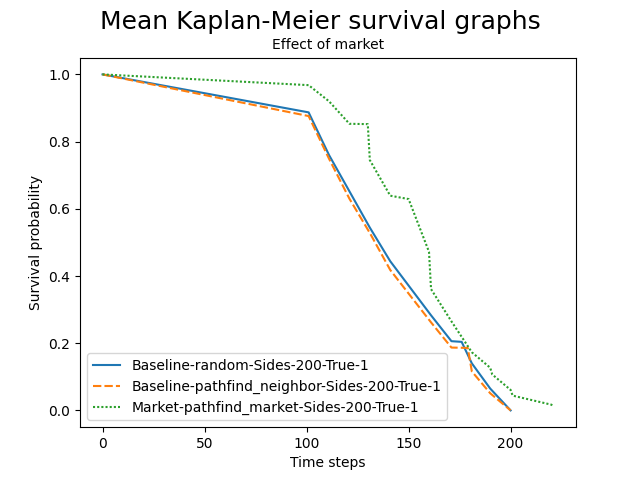 Mean Kaplan-Meier survival graphs
Effect of market
Survival probability
1.0
0.8
0.6
0.4
0.2
0.0
Baseline-random-Sides-200-True-1
Baseline-pathfind_neighbor-Sides-200-True-1
Market-pathfind_market-Sides-200-True-1
0
50
100
150
200
Time steps